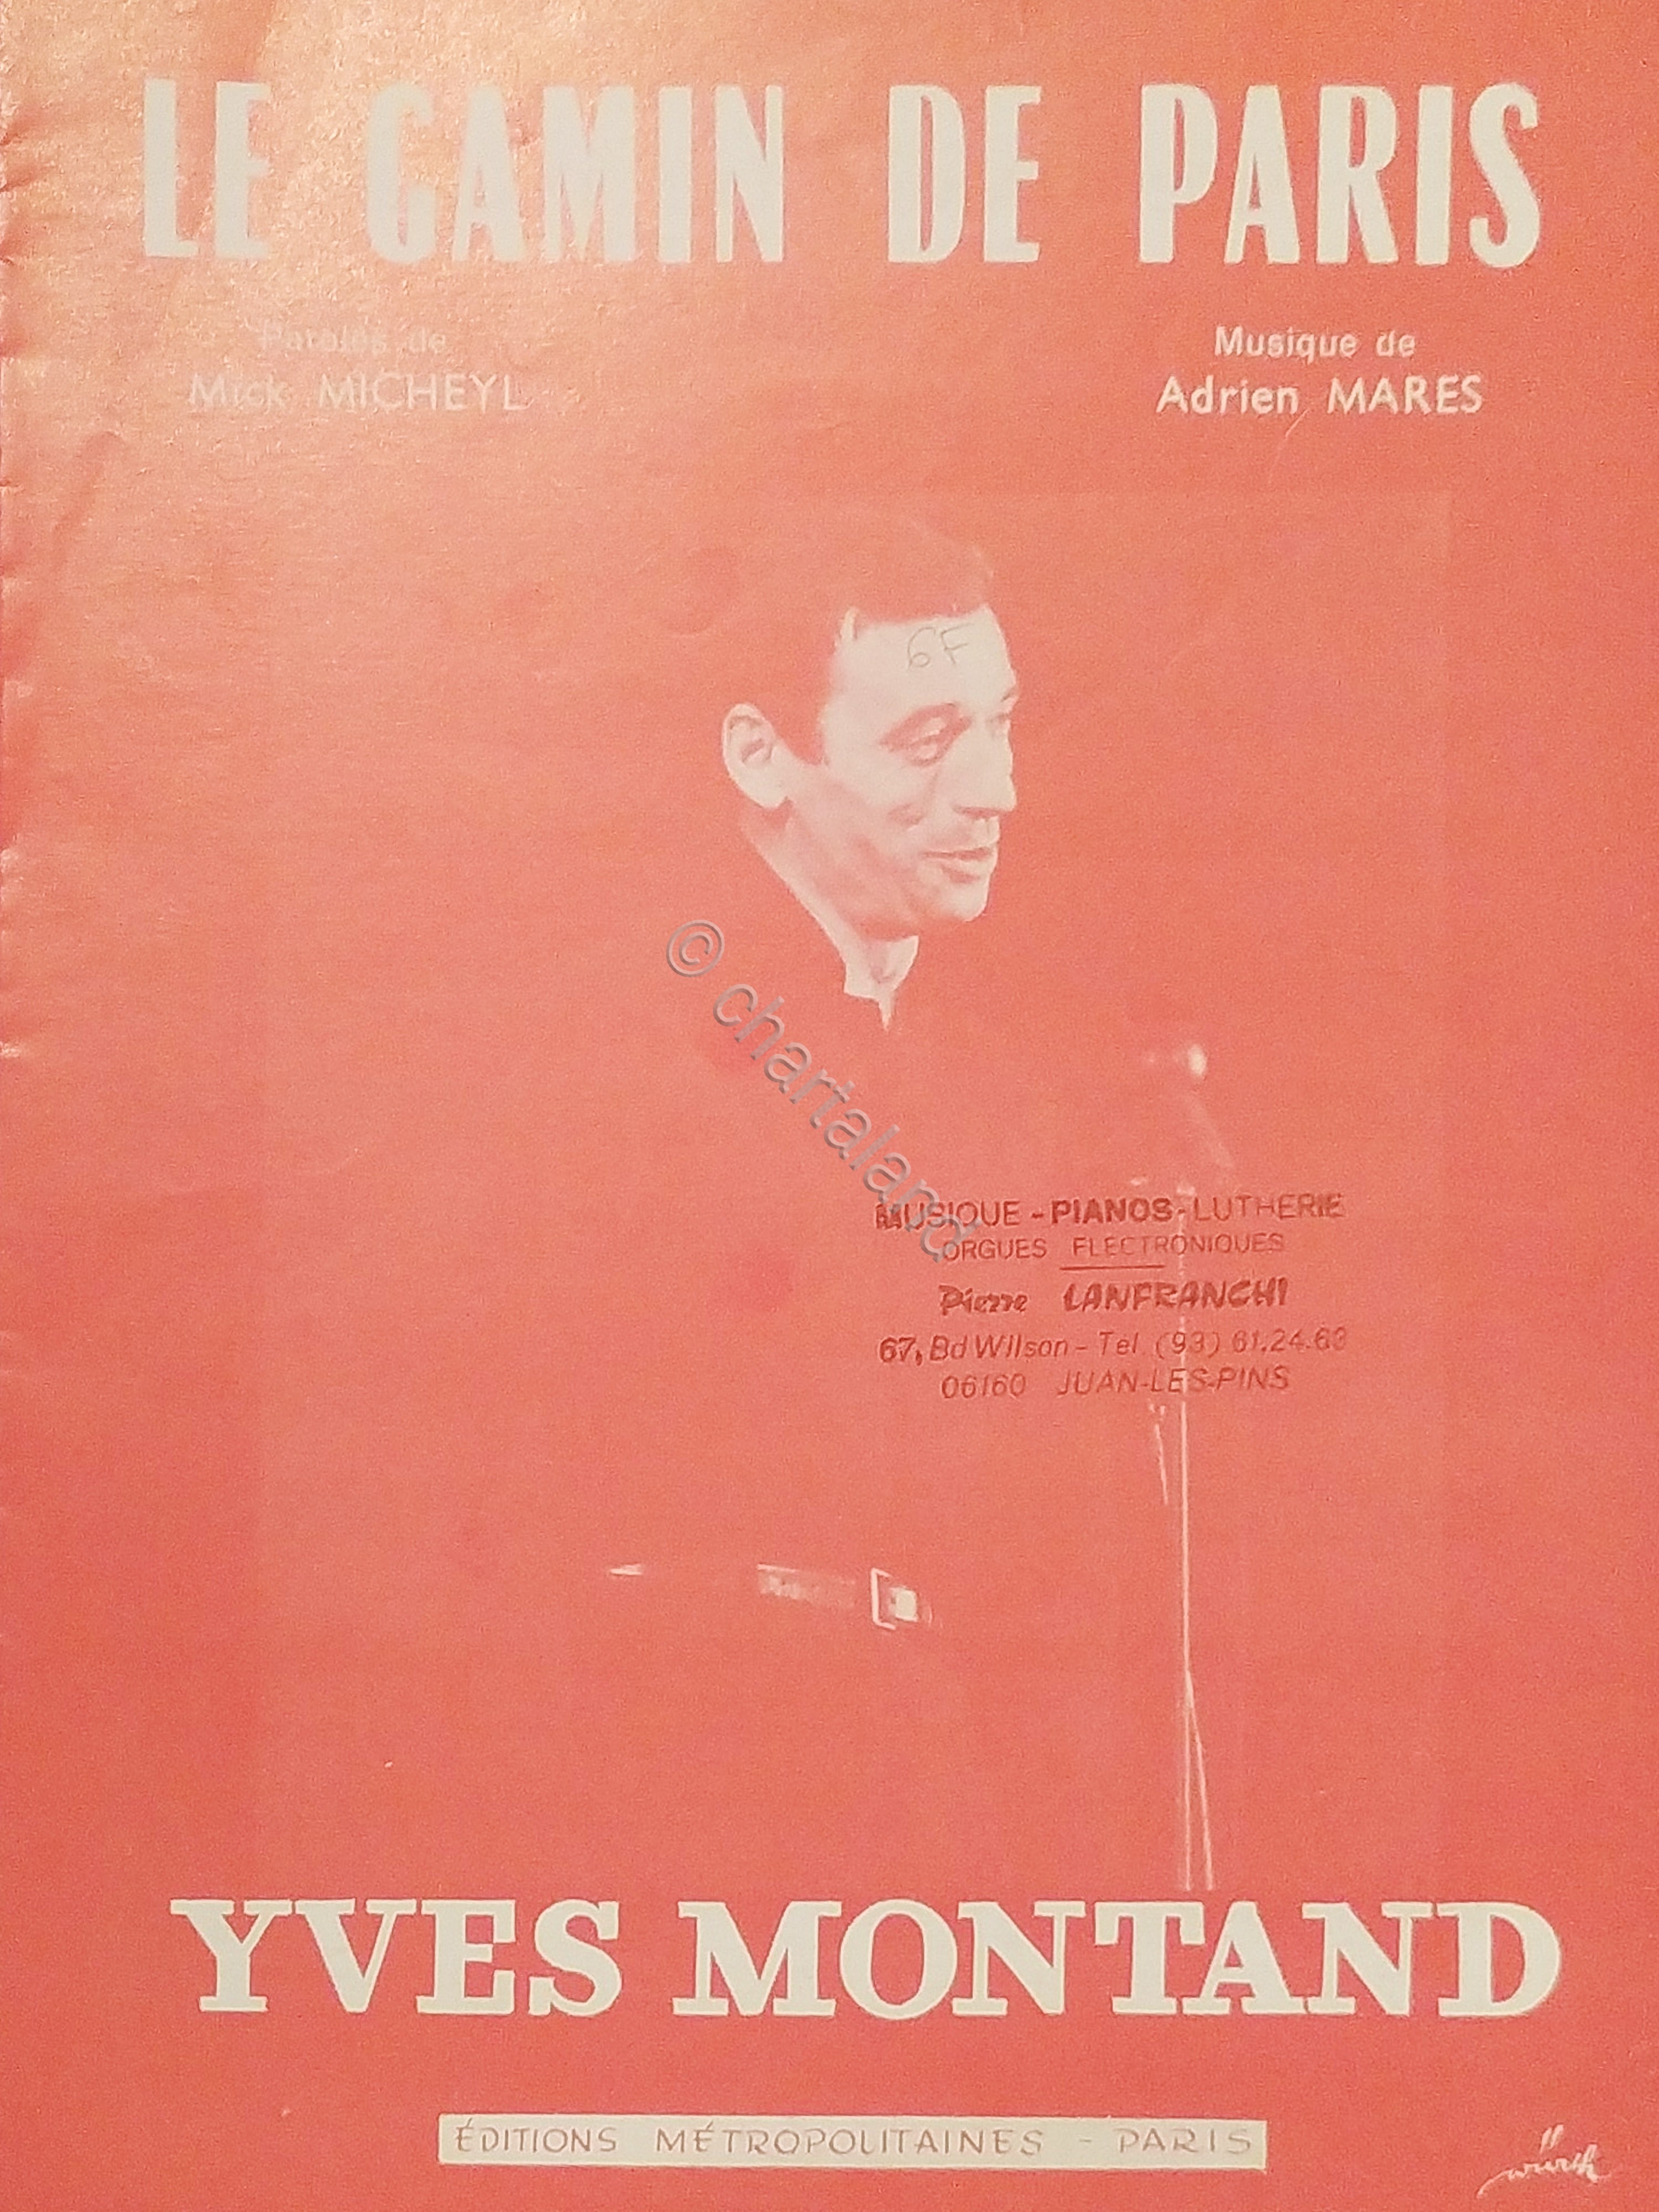 LE GAMIN DE PARIS
Paroles de
Mick MICHEYL
Musique de
Adrien MARES
6F
© chartaland
MUSIQUE - PIANOS - LUTHERIE
ORGUES ELECTRONIQUES
Pierre LANFRANCHI
67, Bd Wilson - Tel. (93) 61.24.63
06160 JUAN-LES-PINS
YVES MONTAND
ÉDITIONS MÉTROPOLITAINES - PARIS